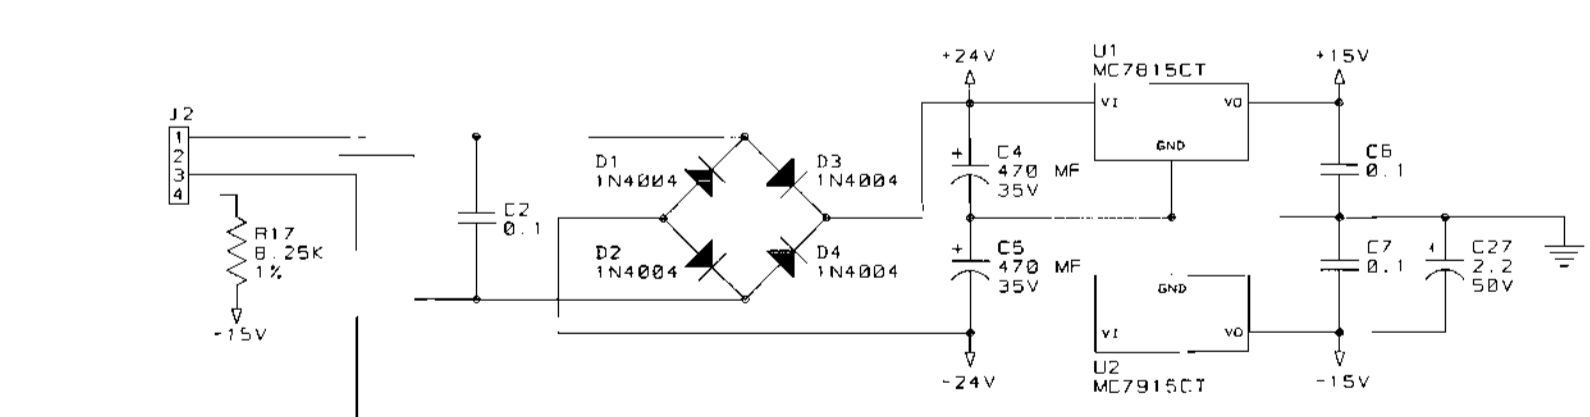 J2
1
2
3
4
R17
8.25K
1%
-15V
C2
0.1
D1
1N4004
D2
1N4004
D3
1N4004
D4
1N4004
+24V
+
C4
470 MF
35V
+
C5
470 MF
35V
-24V
U1
MC7815CT
VI
VO
GND
GND
VI
VO
U2
MC7915CT
+15V
C6
0.1
C7
0.1
-15V
C27
2.2
50V